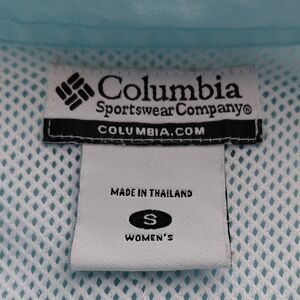 Columbia
Sportswear Company®
COLUMBIA.COM
MADE IN THAILAND
S
WOMEN'S